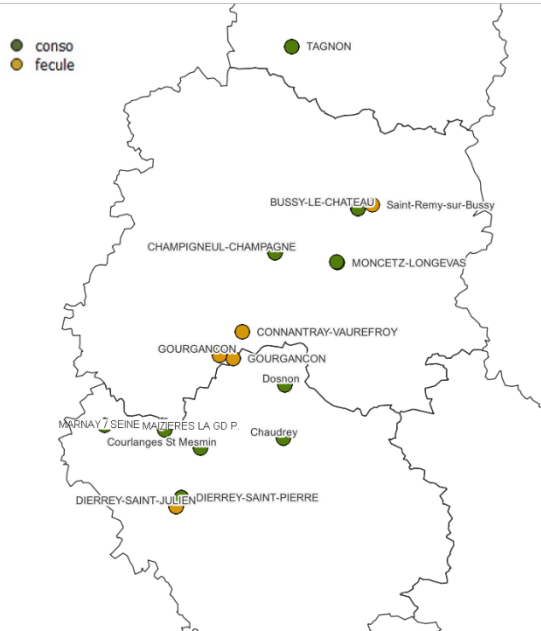 conso
fecule
TAGNON
BUSSY-LE-CHATEAU
Saint-Remy-sur-Bussy
CHAMPIGNEUL-CHAMPAGNE
MONCETZ-LONGEVAS
CONNANTRAY-VAUREFROY
GOURGANCON
GOURGANCON
Dosnon
MARNAY / SEINE
MAIZIERES LA GD P.
Chaudrey
Courlanges St Mesmin
DIERREY-SAINT-JULIEN
DIERREY-SAINT-PIERRE